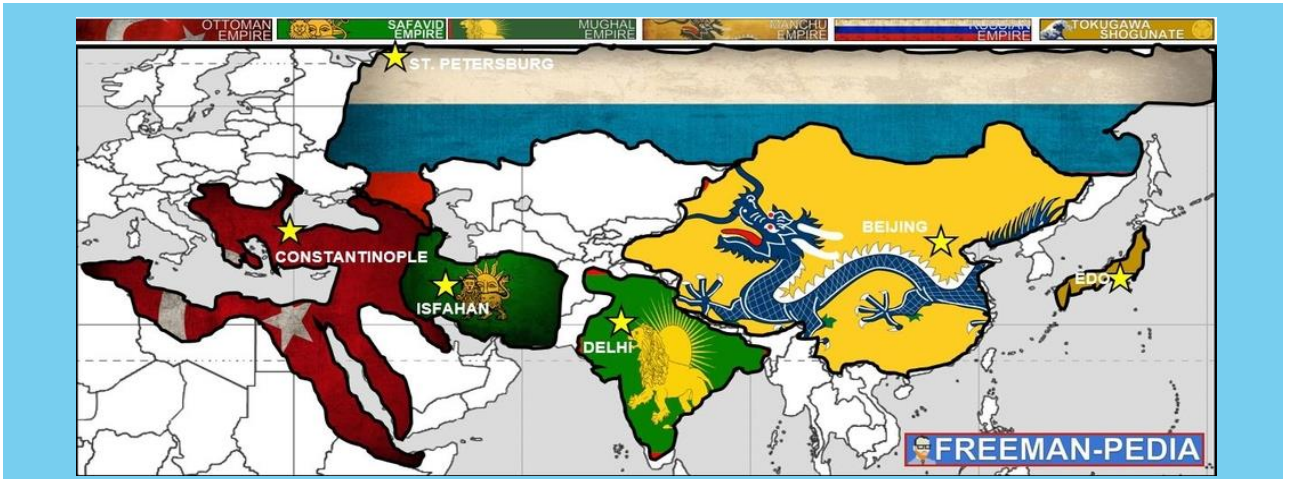 OTTOMAN
EMPIRE
SAFAVID
EMPIRE
MUGHAL
EMPIRE
MANCHU
EMPIRE
RUSSIAN
EMPIRE
TOKUGAWA
SHOGUNATE
ST. PETERSBURG
CONSTANTINOPLE
ISFAHAN
DELHI
BEIJING
EDO
FREEMAN-PEDIA